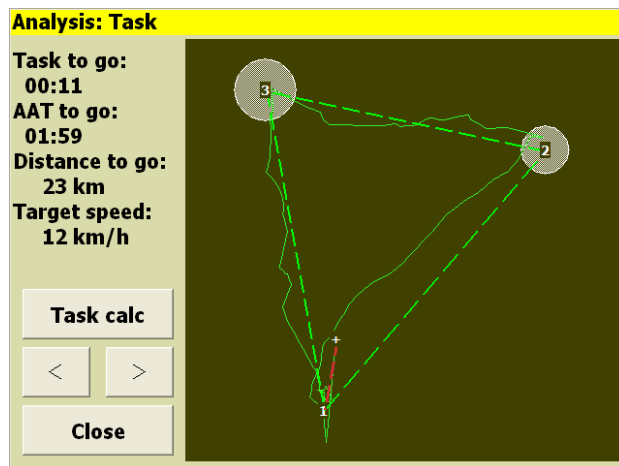 Analysis: Task
Task to go:
00:11
AAT to go:
01:59
Distance to go:
23 km
Target speed:
12 km/h
Task calc
<
>
Close
3
2
+
1